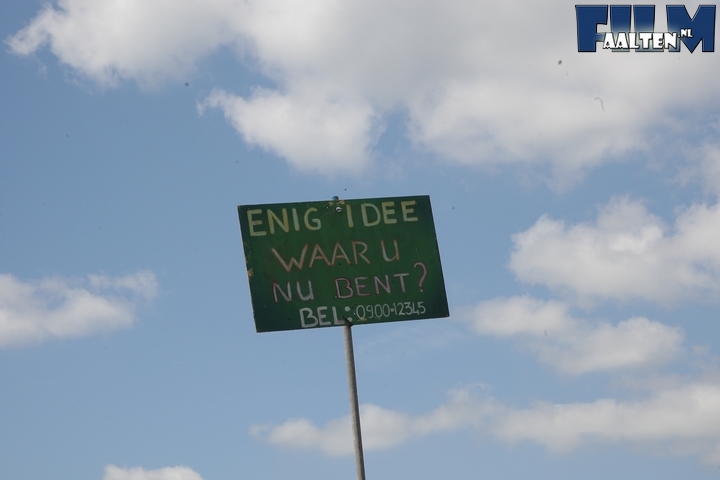 FILM
AALTEN.NL
ENIG IDEE
WAAR U
NU BENT?
BEL: 0900-12345